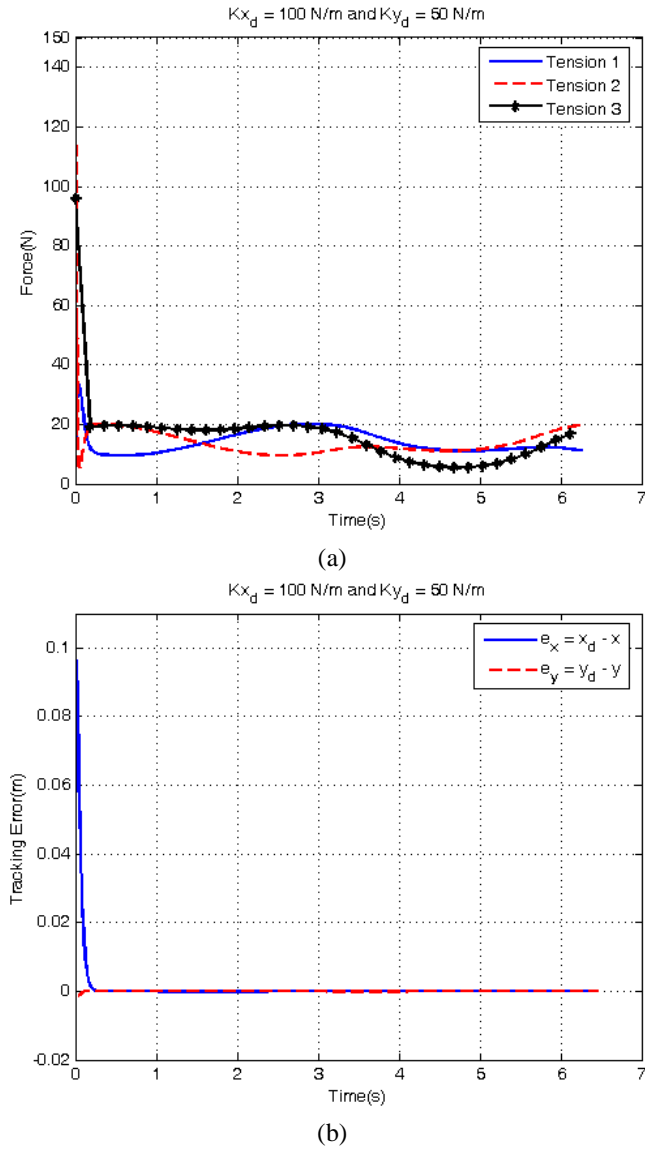 Kx_d = 100 N/m and Ky_d = 50 N/m
150
140
120
100
80
60
40
20
0
Force(N)
Tension 1
Tension 2
Tension 3
0 1 2 3 4 5 6 7
Time(s)
(a)
Kx_d = 100 N/m and Ky_d = 50 N/m
0.1
0.08
0.06
0.04
0.02
0
-0.02
Tracking Error(m)
e_x = x_d - x
e_y = y_d - y
0 1 2 3 4 5 6 7
Time(s)
(b)